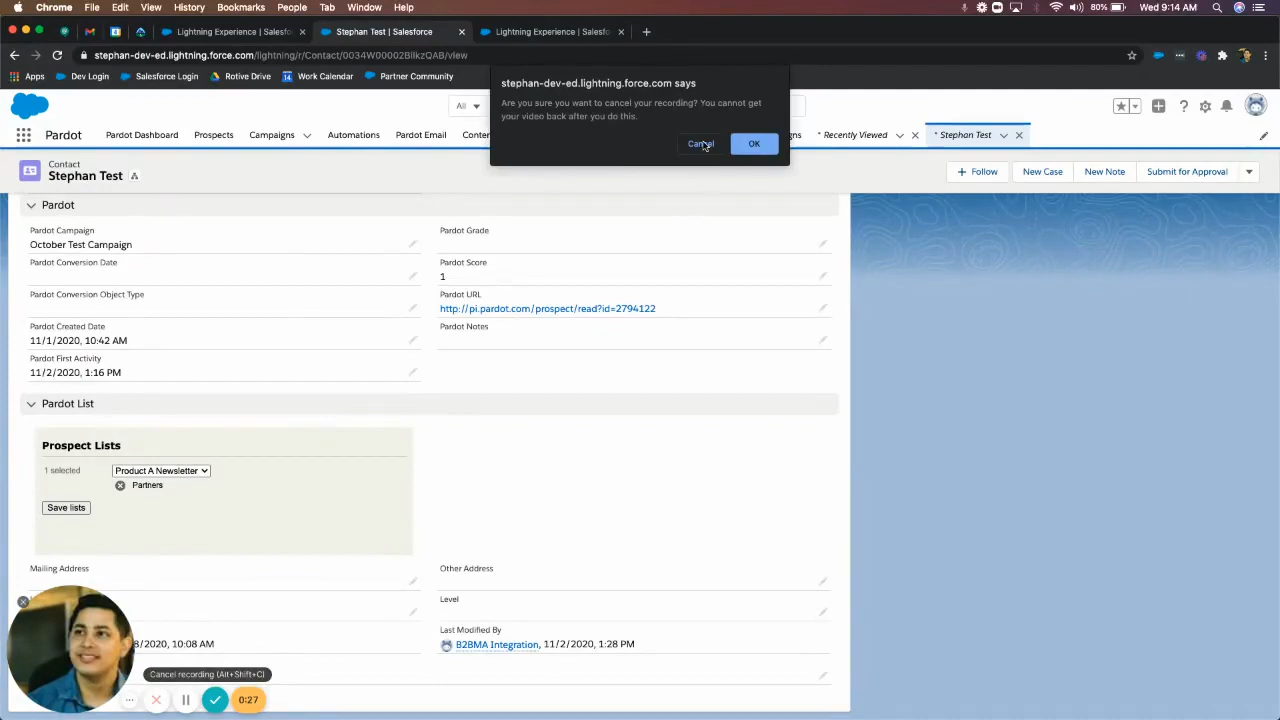 Chrome File Edit View History Bookmarks People Tab Window Help
80% Wed 9:14 AM
Lightning Experience | Salesfo
Stephan Test | Salesforce
Lightning Experience | Salesfo
stephan-dev-ed.lightning.force.com/lightning/r/Contact/0034W00002BlikzQAB/view
Apps Dev Login Salesforce Login Rotive Drive Work Calendar Partner Community
stephan-dev-ed.lightning.force.com says
Are you sure you want to cancel your recording? You cannot get
your video back after you do this.
Cancel OK
All
Pardot Pardot Dashboard Prospects Campaigns Automations Pardot Email Conter
* Recently Viewed * Stephan Test
Contact
Stephan Test
Follow New Case New Note Submit for Approval
Pardot
Pardot Campaign
October Test Campaign
Pardot Grade
Pardot Conversion Date
Pardot Score
1
Pardot Conversion Object Type
Pardot URL
http://pi.pardot.com/prospect/read?id=2794122
Pardot Created Date
11/1/2020, 10:42 AM
Pardot Notes
Pardot First Activity
11/2/2020, 1:16 PM
Pardot List
Prospect Lists
1 selected
Product A Newsletter
Partners
Save lists
Mailing Address
Other Address
Level
Last Modified By
B2BMA Integration, 11/2/2020, 1:28 PM
/2020, 10:08 AM
Cancel recording (Alt+Shift+C)
0:27